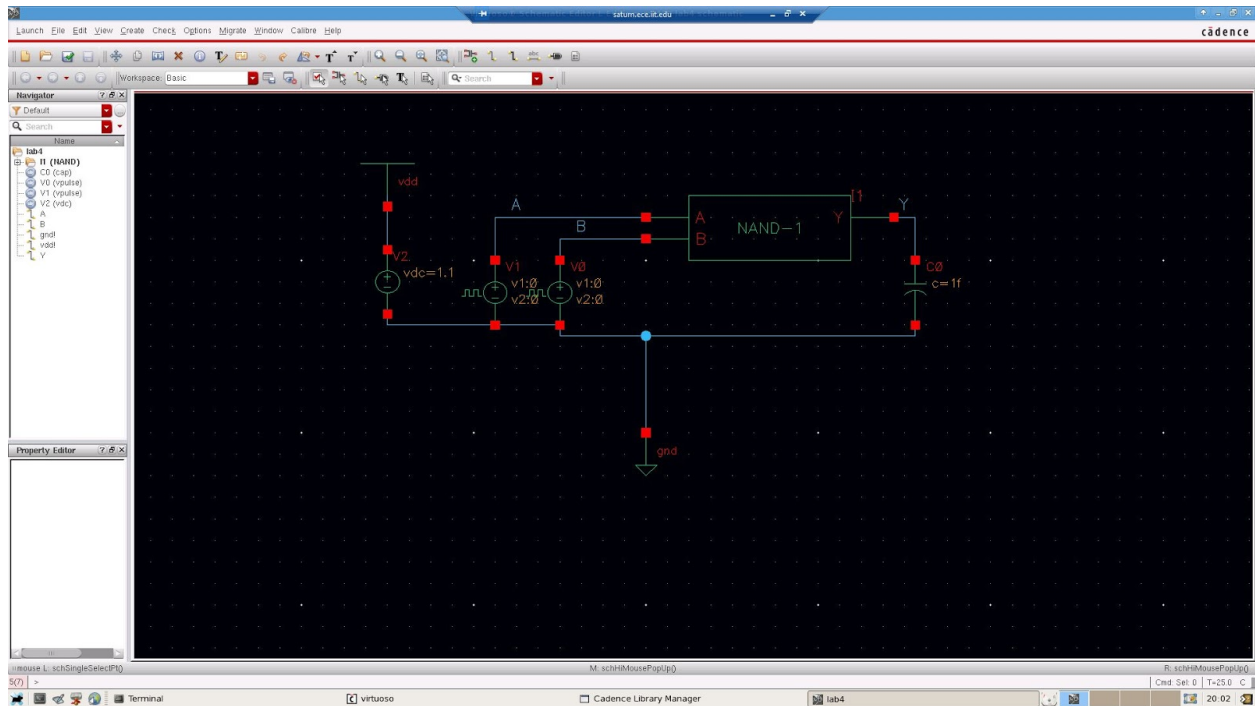 saturn.ece.iit.edu
Launch File Edit View Create Check Options Migrate Window Calibre Help
cādence
Workspace: Basic
Search
Navigator
Default
Search
Name
lab4
I1 (NAND)
C0 (cap)
V0 (vpulse)
V1 (vpulse)
V2 (vdc)
A
B
gnd!
vdd!
Y
Property Editor
vdd
V2
vdc=1.1
A
B
V1
v1:0
v2:0
V0
v1:0
v2:0
A
B
NAND-1
Y
I1
Y
C0
c=1f
gnd
mouse L: schSingleSelectPt()
M: schHiMousePopUp()
R: schHiMousePopUp()
5(7) >
Cmd: Sel: 0 T=25.0 C
Terminal
virtuoso
Cadence Library Manager
lab4
20:02